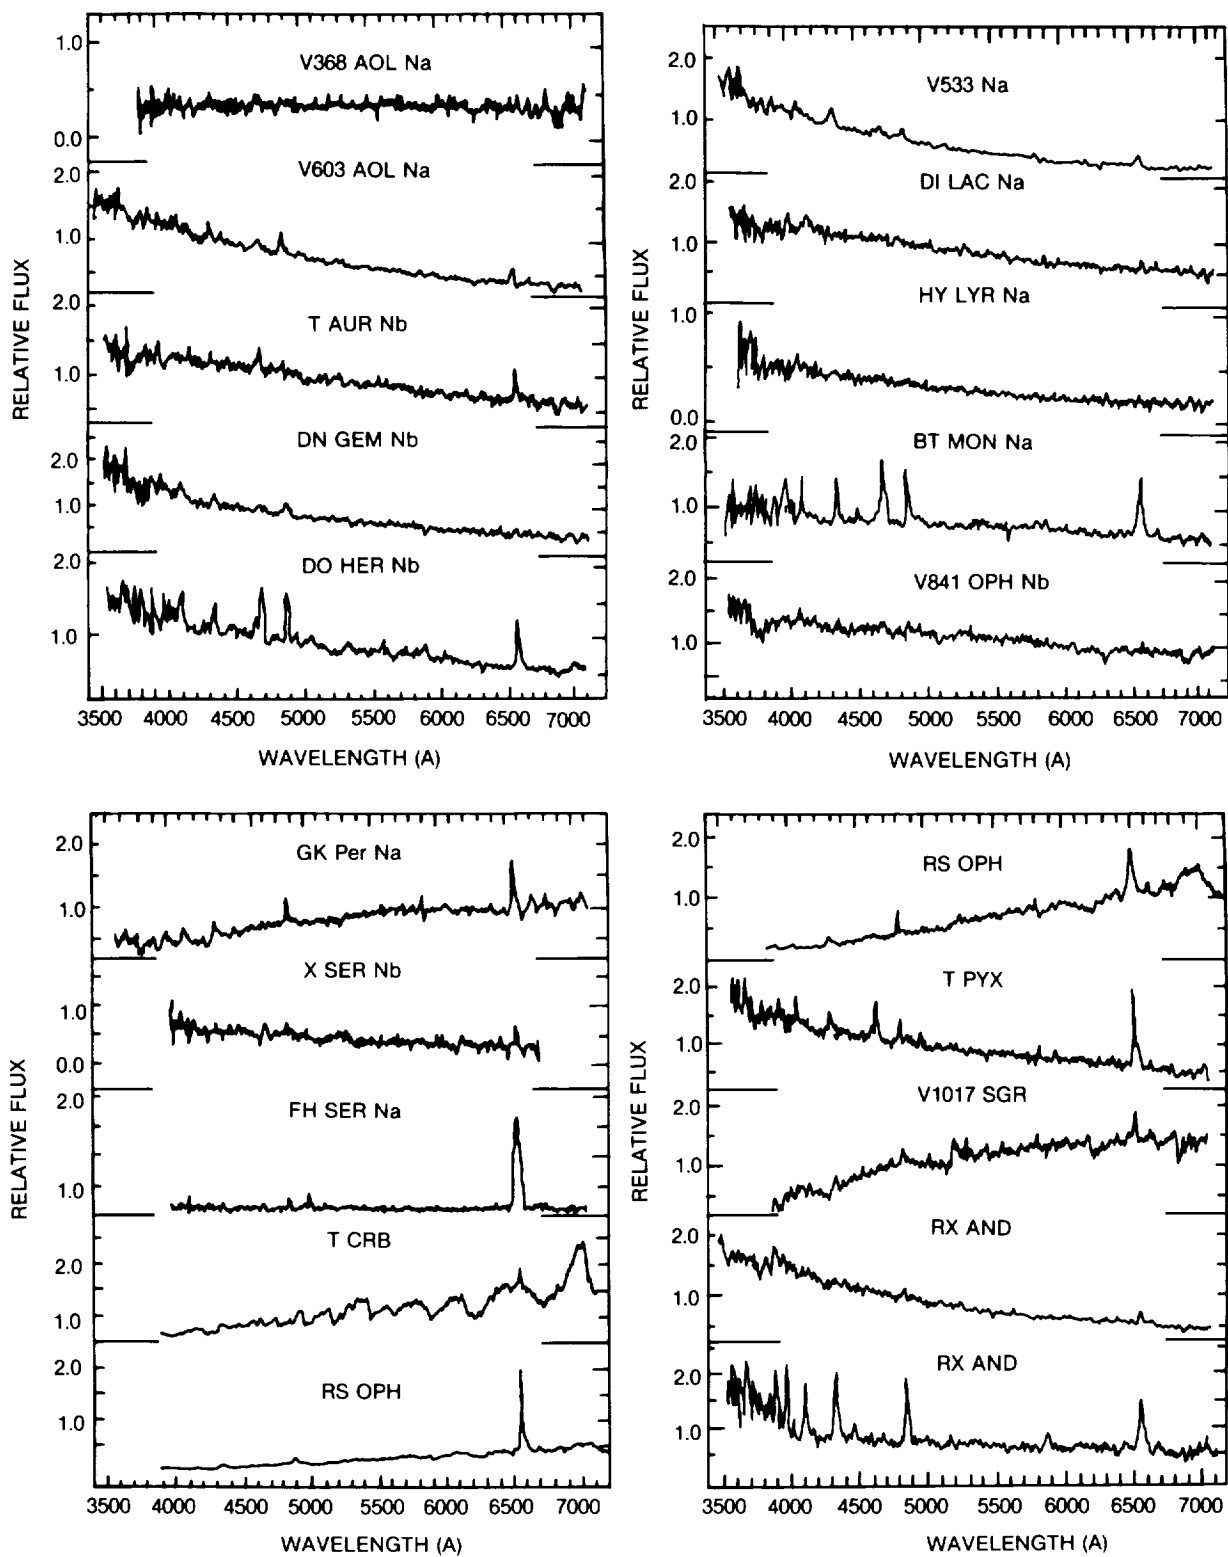 1.0
V368 AOL Na
0.0
V603 AOL Na
2.0
1.0
2.0
T AUR Nb
1.0
DN GEM Nb
2.0
1.0
DO HER Nb
2.0
1.0
RELATIVE FLUX
3500 4000 4500 5000 5500 6000 6500 7000
WAVELENGTH (A)
2.0
V533 Na
1.0
DI LAC Na
2.0
1.0
HY LYR Na
1.0
0.0
BT MON Na
2.0
1.0
V841 OPH Nb
2.0
1.0
RELATIVE FLUX
3500 4000 4500 5000 5500 6000 6500 7000
WAVELENGTH (A)
2.0
GK Per Na
1.0
X SER Nb
1.0
0.0
2.0
FH SER Na
1.0
T CRB
2.0
1.0
2.0
RS OPH
1.0
RELATIVE FLUX
3500 4000 4500 5000 5500 6000 6500 7000
WAVELENGTH (A)
2.0
RS OPH
1.0
T PYX
2.0
1.0
V1017 SGR
2.0
1.0
RX AND
2.0
1.0
RX AND
2.0
1.0
RELATIVE FLUX
3500 4000 4500 5000 5500 6000 6500 7000
WAVELENGTH (A)